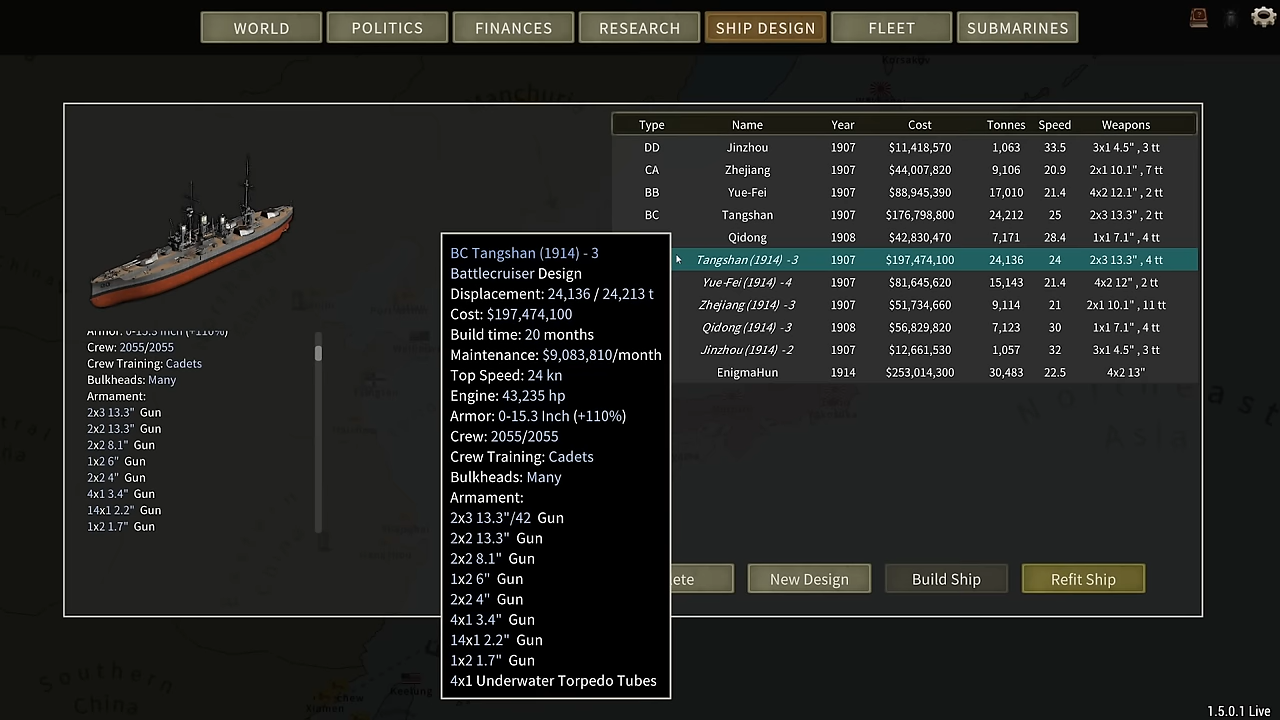 WORLD POLITICS FINANCES RESEARCH SHIP DESIGN FLEET SUBMARINES
Type Name Year Cost Tonnes Speed Weapons
DD Jinzhou 1907 $11,418,570 1,063 33.5 3x1 4.5" , 3 tt
CA Zhejiang 1907 $44,007,820 9,106 20.9 2x1 10.1" , 7 tt
BB Yue-Fei 1907 $88,945,390 17,010 21.4 4x2 12.1" , 2 tt
BC Tangshan 1907 $176,798,800 24,212 25 2x3 13.3" , 2 tt
Qidong 1908 $42,830,470 7,171 28.4 1x1 7.1" , 4 tt
Tangshan (1914) -3 1907 $197,474,100 24,136 24 2x3 13.3" , 4 tt
Yue-Fei (1914) -4 1907 $81,645,620 15,143 21.4 4x2 12" , 2 tt
Zhejiang (1914) -3 1907 $51,734,660 9,114 21 2x1 10.1" , 11 tt
Qidong (1914) -3 1908 $56,829,820 7,123 30 1x1 7.1" , 4 tt
Jinzhou (1914) -2 1907 $12,661,530 1,057 32 3x1 4.5" , 3 tt
EnigmaHun 1914 $253,014,300 30,483 22.5 4x2 13"
Armor: 0-15.3 Inch (+110%)
Crew: 2055/2055
Crew Training: Cadets
Bulkheads: Many
Armament:
2x3 13.3" Gun
2x2 13.3" Gun
2x2 8.1" Gun
1x2 6" Gun
2x2 4" Gun
4x1 3.4" Gun
14x1 2.2" Gun
1x2 1.7" Gun
BC Tangshan (1914) - 3
Battlecruiser Design
Displacement: 24,136 / 24,213 t
Cost: $197,474,100
Build time: 20 months
Maintenance: $9,083,810/month
Top Speed: 24 kn
Engine: 43,235 hp
Armor: 0-15.3 Inch (+110%)
Crew: 2055/2055
Crew Training: Cadets
Bulkheads: Many
Armament:
2x3 13.3"/42 Gun
2x2 13.3" Gun
2x2 8.1" Gun
1x2 6" Gun
2x2 4" Gun
4x1 3.4" Gun
14x1 2.2" Gun
1x2 1.7" Gun
4x1 Underwater Torpedo Tubes
ete New Design Build Ship Refit Ship
Southern
China
Northeast
Asia
1.5.0.1 Live